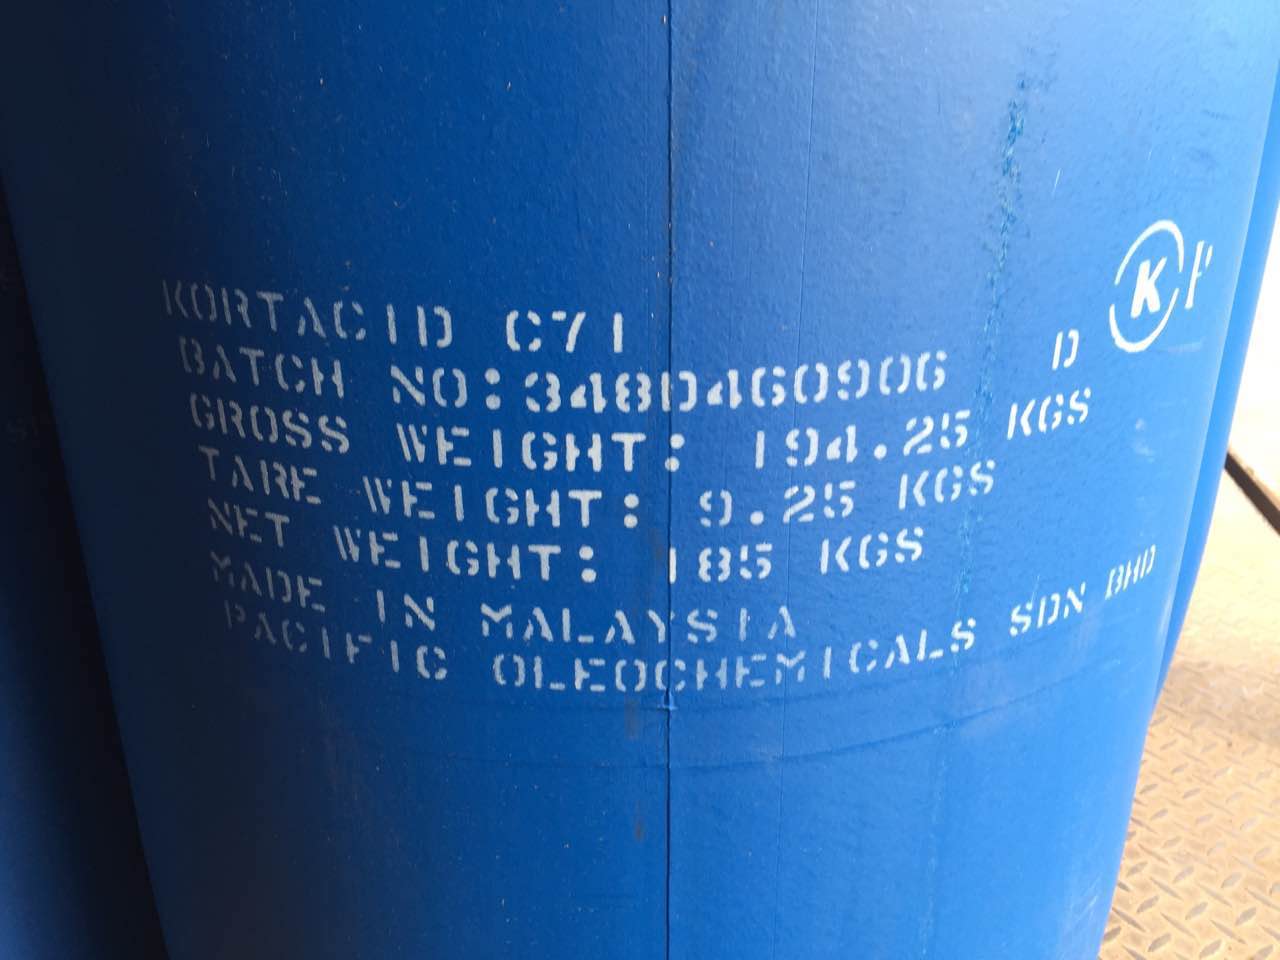 KORTACID C71
BATCH NO:3480460906 D
GROSS WEIGHT: 194.25 KGS
TARE WEIGHT: 9.25 KGS
NET WEIGHT: 185 KGS
MADE IN MALAYSIA
PACIFIC OLEOCHEMICALS SDN BHD
K P